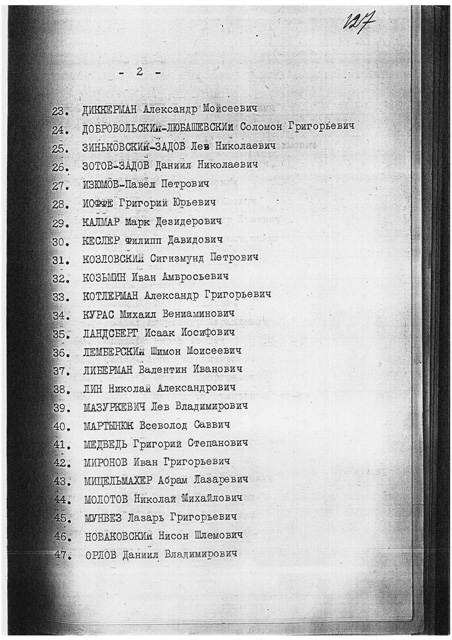 127
- 2 -
23. ДИККЕРМАН Александр Моисеевич
24. ДОБРОВОЛЬСКИЙ-ЛЮБАШЕВСКИЙ Соломон Григорьевич
25. ЗИНЬКОВСКИЙ-ЗАДОВ Лев Николаевич
26. ЗОТОВ-ЗАДОВ Даниил Николаевич
27. ИЗЮМОВ-Павел Петрович
28. ИОФФЕ Григорий Юрьевич
29. КАЛМАР Марк Дезидерович
30. КЕСЛЕР Филипп Давидович
31. КОЗЛОВСКИЙ Сигизмунд Петрович
32. КОЗЬМИН Иван Амвросьевич
33. КОТЛЕРМАН Александр Григорьевич
34. КУРАС Михаил Вениаминович
35. ЛАНДСБЕРГ Исаак Иосифович
36. ЛЕМБЕРСКИЙ Шимон Моисеевич
37. ЛИБЕРМАН Валентин Иванович
38. ЛИН Николай Александрович
39. МАЗУРКЕВИЧ Лев Владимирович
40. МАРТЫНЮК Всеволод Саввич
41. МЕДВЕДЬ Григорий Степанович
42. МИРОНОВ Иван Григорьевич
43. МИЦЕЛЬМАХЕР Абрам Лазаревич
44. МОЛОТОВ Николай Михайлович
45. МУНВЕЗ Лазарь Григорьевич
46. НОВАКОВСКИЙ Нисон Шлемович
47. ОРЛОВ Даниил Владимирович